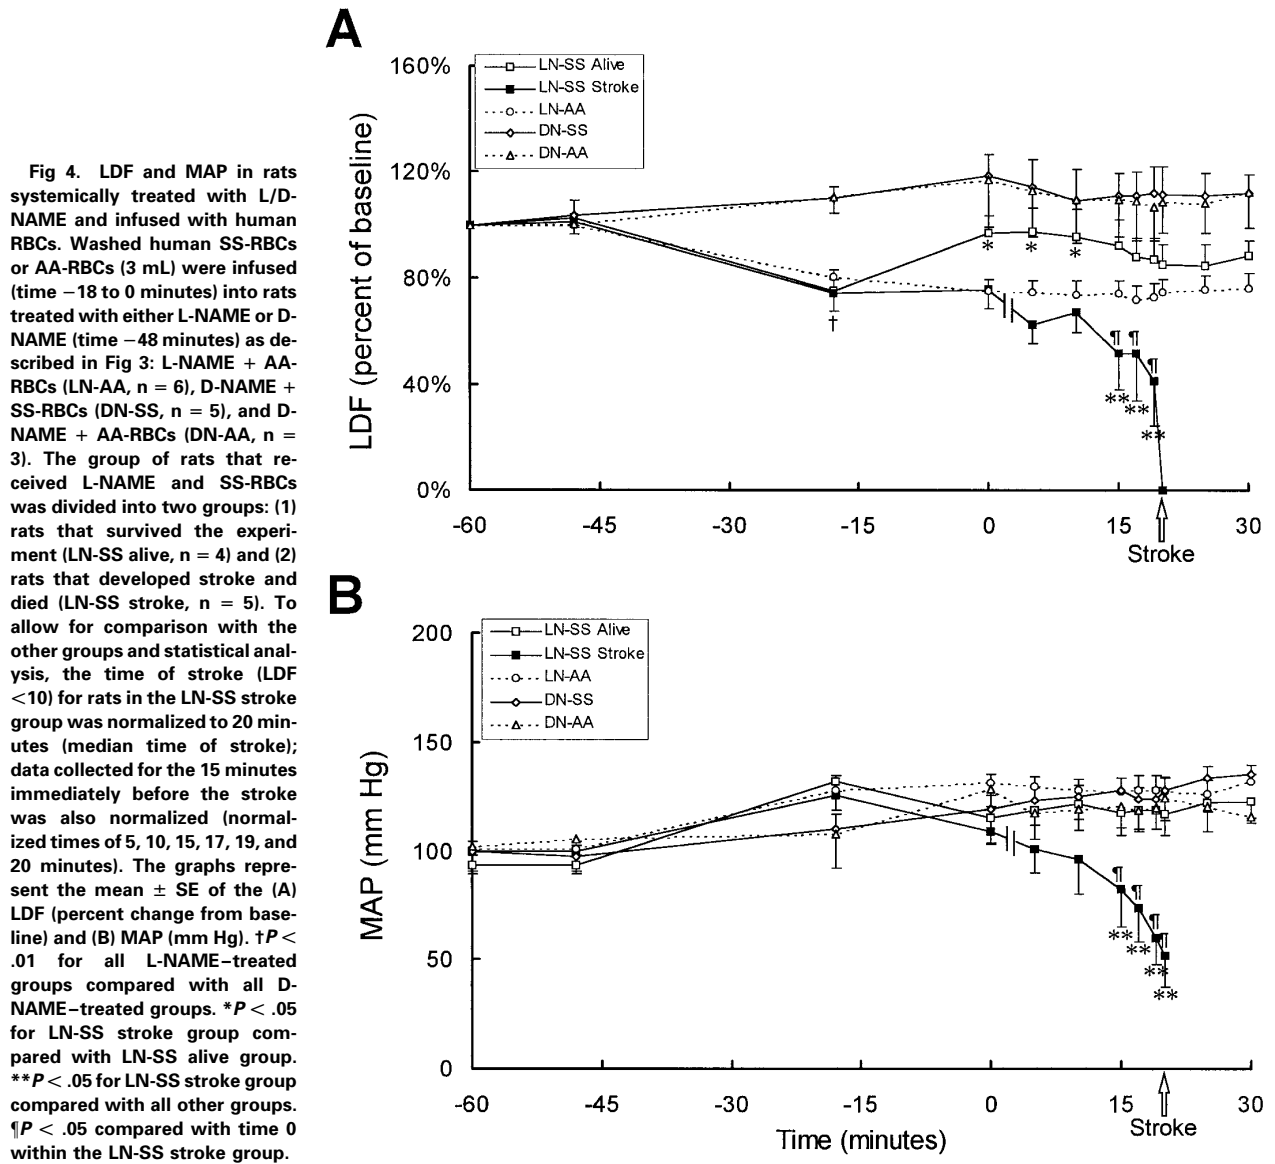 Fig 4. LDF and MAP in rats
systemically treated with L/D-
NAME and infused with human
RBCs. Washed human SS-RBCs
or AA-RBCs (3 mL) were infused
(time −18 to 0 minutes) into rats
treated with either L-NAME or D-
NAME (time −48 minutes) as de-
scribed in Fig 3: L-NAME + AA-
RBCs (LN-AA, n = 6), D-NAME +
SS-RBCs (DN-SS, n = 5), and D-
NAME + AA-RBCs (DN-AA, n =
3). The group of rats that re-
ceived L-NAME and SS-RBCs
was divided into two groups: (1)
rats that survived the experi-
ment (LN-SS alive, n = 4) and (2)
rats that developed stroke and
died (LN-SS stroke, n = 5). To
allow for comparison with the
other groups and statistical anal-
ysis, the time of stroke (LDF
<10) for rats in the LN-SS stroke
group was normalized to 20 min-
utes (median time of stroke);
data collected for the 15 minutes
immediately before the stroke
was also normalized (normal-
ized times of 5, 10, 15, 17, 19, and
20 minutes). The graphs repre-
sent the mean ± SE of the (A)
LDF (percent change from base-
line) and (B) MAP (mm Hg). †P <
.01 for all L-NAME–treated
groups compared with all D-
NAME–treated groups. *P < .05
for LN-SS stroke group com-
pared with LN-SS alive group.
**P < .05 for LN-SS stroke group
compared with all other groups.
¶P < .05 compared with time 0
within the LN-SS stroke group.
A
LDF (percent of baseline)
160%
120%
80%
40%
0%
LN-SS Alive
LN-SS Stroke
LN-AA
DN-SS
DN-AA
* * *
†
¶ ¶ ¶
** ** **
-60 -45 -30 -15 0 15 30
Stroke
B
MAP (mm Hg)
200
150
100
50
0
LN-SS Alive
LN-SS Stroke
LN-AA
DN-SS
DN-AA
¶ ¶ ¶ ¶
** ** ** **
-60 -45 -30 -15 0 15 30
Time (minutes)
Stroke